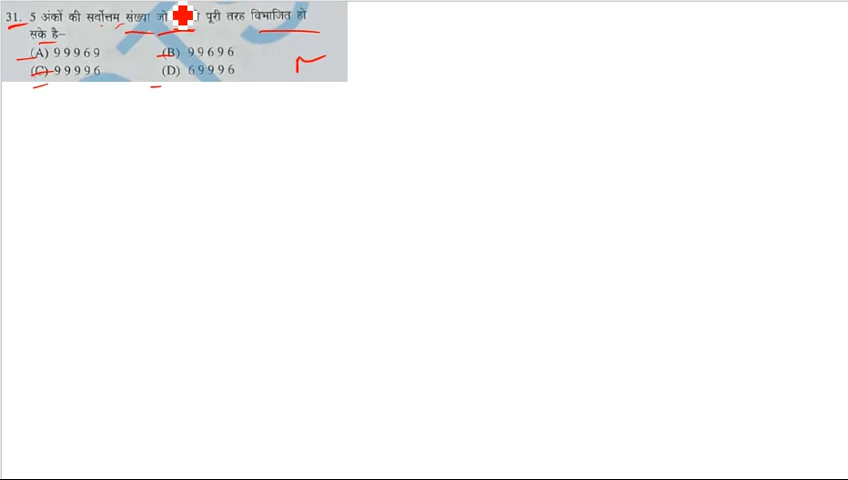 31. 5 अंकों की सर्वोत्तम संख्या जो पूरी तरह विभाजित हो
सके है–
(A) 99969 (B) 99696
(C) 99996 (D) 69996